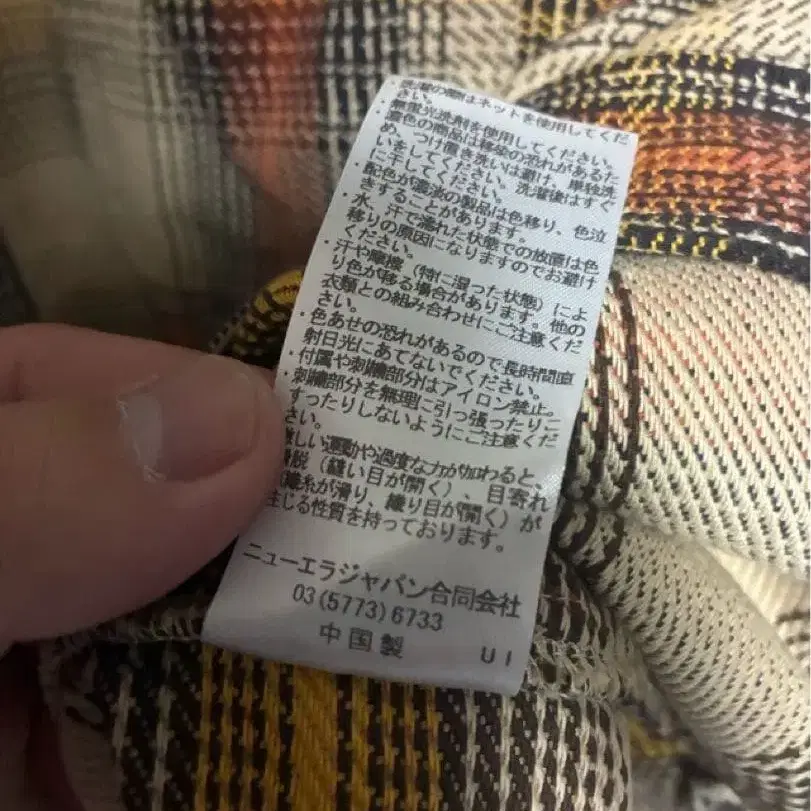 洗濯の際はネットを使用してくだ
さい。
・無蛍光洗剤を使用してください。
濃色の商品は移染の恐れがあるた
め、つけ置き洗いは避け、単独洗
いをしてください。洗濯後はすぐ
に干してください。
・配色が濃淡の製品は色移り、色泣
きすることがあります。
・水、汗で濡れた状態での放置は色
移りの原因になりますのでお避け
ください。
・汗や摩擦（特に湿った状態）によ
り色が移る場合があります。他の
衣類との組み合わせにご注意くだ
さい。
・色あせの恐れがあるので長時間直
射日光にあてないでください。
・付属や刺繍部分はアイロン禁止。
・刺繍部分を無理に引っ張ったりこ
すったりしないようにご注意くだ
さい。
激しい運動や過度な力が加わると、
滑脱（縫い目が開く）、目寄れ
（織糸が滑り、織り目が開く）が
生じる性質を持っております。
ニューエラジャパン合同会社
03(5773)6733
中国製
UI